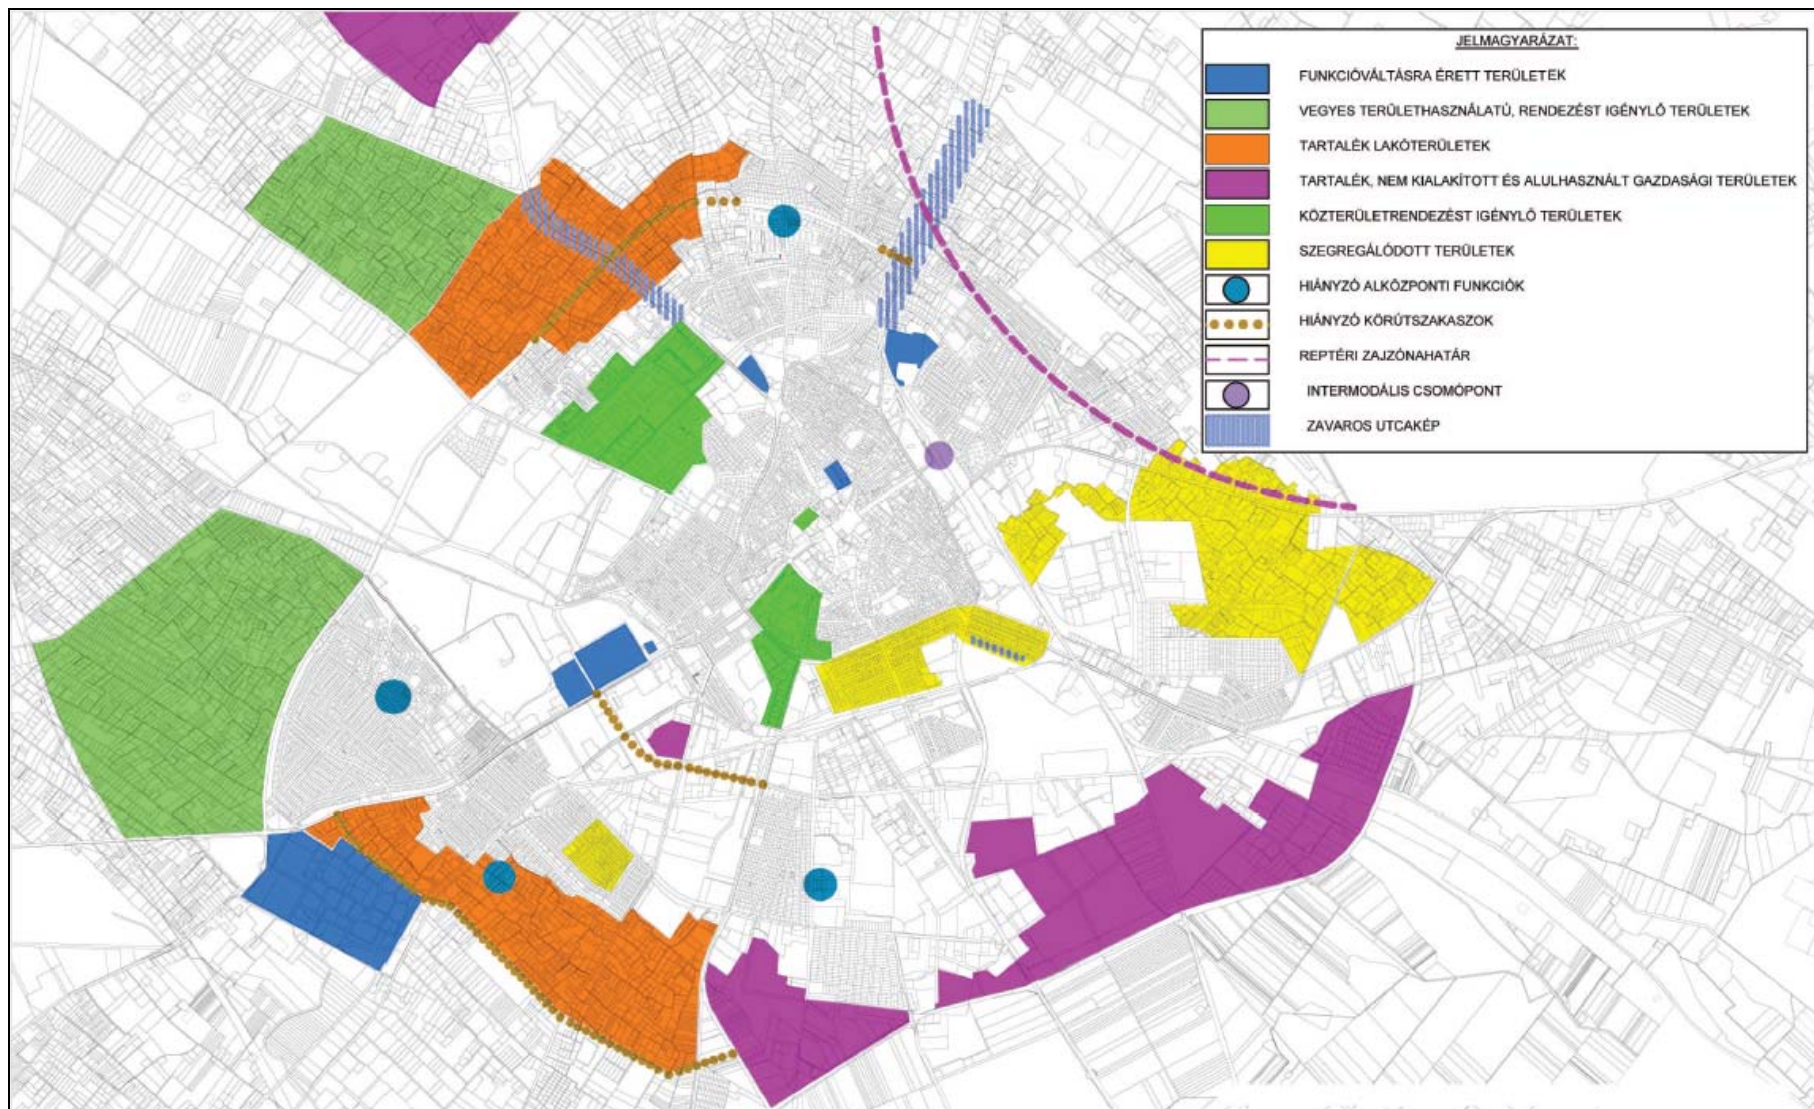 JELMAGYARÁZAT:
FUNKCIÓVÁLTÁSRA ÉRETT TERÜLETEK
VEGYES TERÜLETHASZNÁLATÚ, RENDEZÉST IGÉNYLŐ TERÜLETEK
TARTALÉK LAKÓTERÜLETEK
TARTALÉK, NEM KIALAKÍTOTT ÉS ALULHASZNÁLT GAZDASÁGI TERÜLETEK
KÖZTERÜLETRENDEZÉST IGÉNYLŐ TERÜLETEK
SZEGREGÁLÓDOTT TERÜLETEK
HIÁNYZÓ ALKÖZPONTI FUNKCIÓK
HIÁNYZÓ KÖRÚTSZAKASZOK
REPTÉRI ZAJZÓNAHATÁR
INTERMODÁLIS CSOMÓPONT
ZAVAROS UTCAKÉP